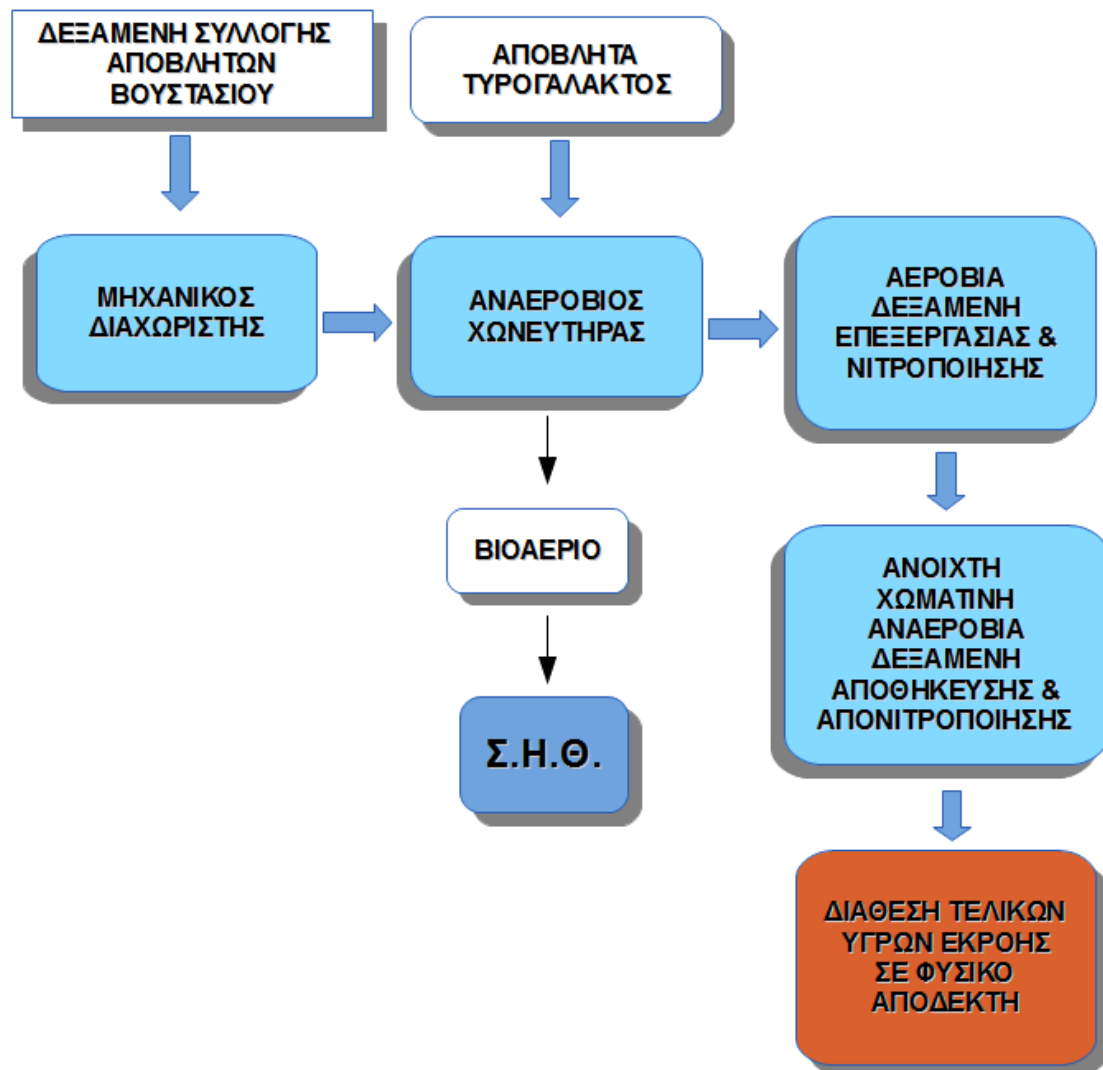 ΔΕΞΑΜΕΝΗ ΣΥΛΛΟΓΗΣ
ΑΠΟΒΛΗΤΩΝ
ΒΟΥΣΤΑΣΙΟΥ
ΑΠΟΒΛΗΤΑ
ΤΥΡΟΓΑΛΑΚΤΟΣ
ΜΗΧΑΝΙΚΟΣ
ΔΙΑΧΩΡΙΣΤΗΣ
ΑΝΑΕΡΟΒΙΟΣ
ΧΩΝΕΥΤΗΡΑΣ
ΑΕΡΟΒΙΑ
ΔΕΞΑΜΕΝΗ
ΕΠΕΞΕΡΓΑΣΙΑΣ &
ΝΙΤΡΟΠΟΙΗΣΗΣ
ΒΙΟΑΕΡΙΟ
Σ.Η.Θ.
ΑΝΟΙΧΤΗ
ΧΩΜΑΤΙΝΗ
ΑΝΑΕΡΟΒΙΑ
ΔΕΞΑΜΕΝΗ
ΑΠΟΘΗΚΕΥΣΗΣ &
ΑΠΟΝΙΤΡΟΠΟΙΗΣΗΣ
ΔΙΑΘΕΣΗ ΤΕΛΙΚΩΝ
ΥΓΡΩΝ ΕΚΡΟΗΣ
ΣΕ ΦΥΣΙΚΟ
ΑΠΟΔΕΚΤΗ